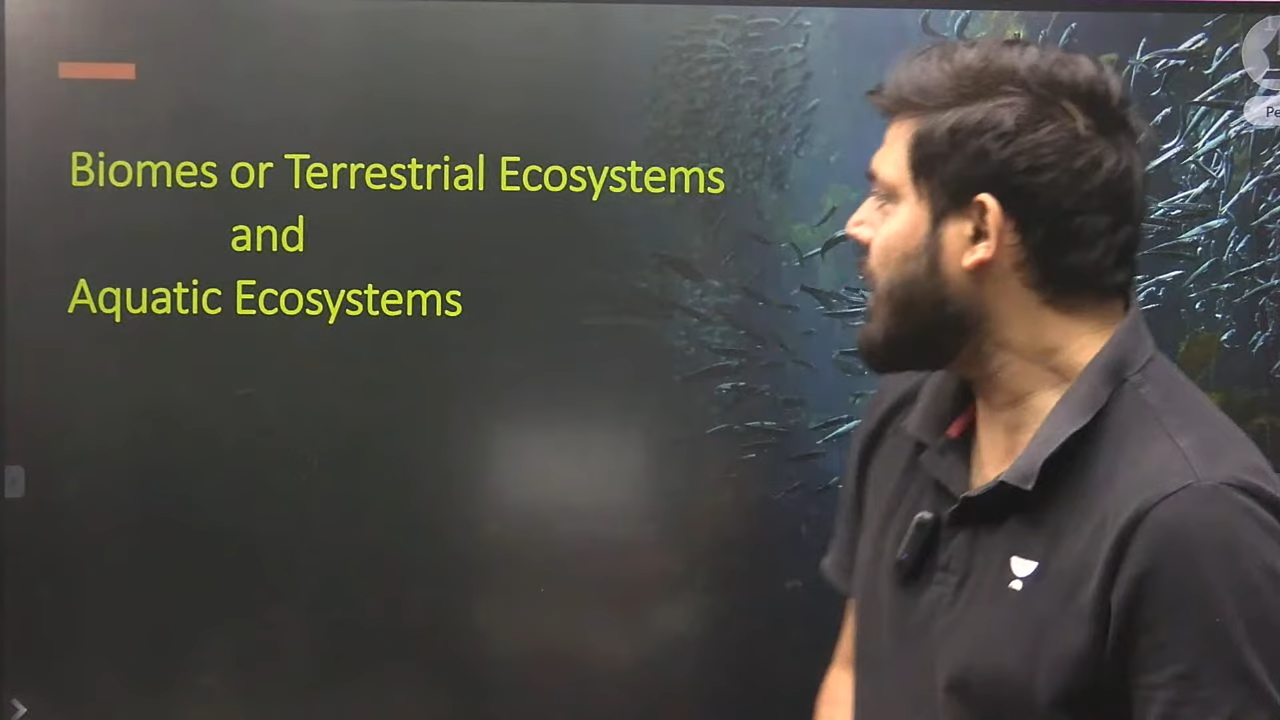 Biomes or Terrestrial Ecosystems
and
Aquatic Ecosystems